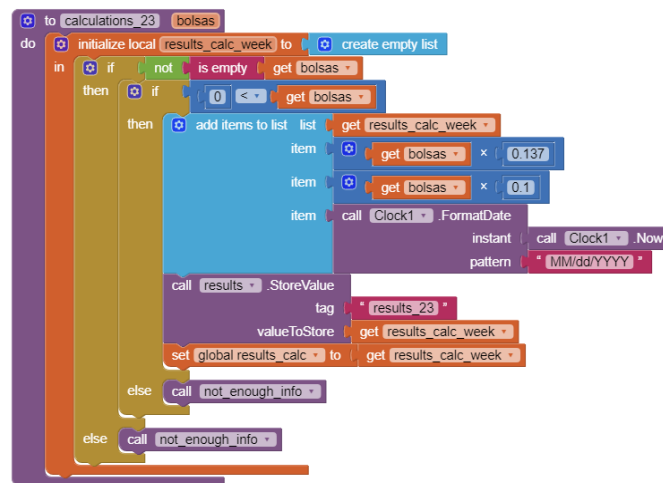 to calculations_23 bolsas
do initialize local results_calc_week to create empty list
in if not is empty get bolsas
then if 0 < get bolsas
then add items to list list get results_calc_week
item get bolsas × 0.137
item get bolsas × 0.1
item call Clock1 .FormatDate
instant call Clock1 .Now
pattern " MM/dd/YYYY "
call results .StoreValue
tag " results_23 "
valueToStore get results_calc_week
set global results_calc to get results_calc_week
else call not_enough_info
else call not_enough_info